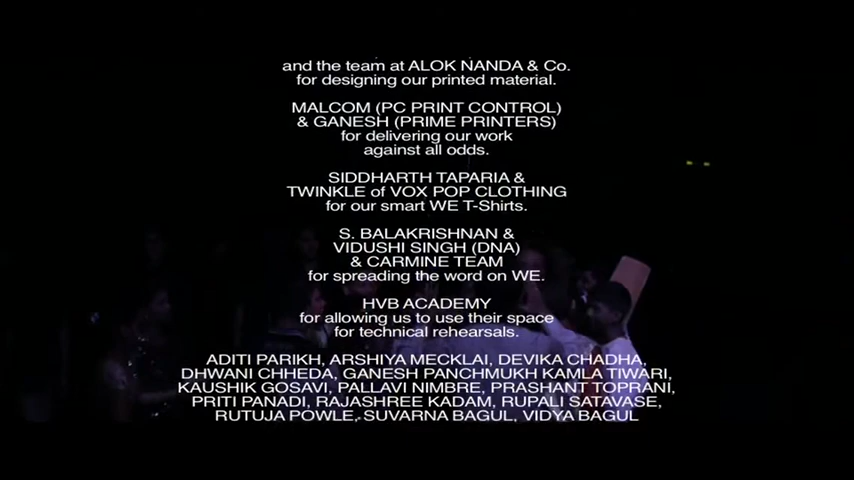 and the team at ALOK NANDA & Co.
for designing our printed material.
MALCOM (PC PRINT CONTROL)
& GANESH (PRIME PRINTERS)
for delivering our work
against all odds.
SIDDHARTH TAPARIA &
TWINKLE of VOX POP CLOTHING
for our smart WE T-Shirts.
S. BALAKRISHNAN &
VIDUSHI SINGH (DNA)
& CARMINE TEAM
for spreading the word on WE.
HVB ACADEMY
for allowing us to use their space
for technical rehearsals.
ADITI PARIKH, ARSHIYA MECKLAI, DEVIKA CHADHA,
DHWANI CHHEDA, GANESH PANCHMUKH KAMLA TIWARI,
KAUSHIK GOSAVI, PALLAVI NIMBRE, PRASHANT TOPRANI,
PRITI PANADI, RAJASHREE KADAM, RUPALI SATAVASE,
RUTUJA POWLE, SUVARNA BAGUL, VIDYA BAGUL